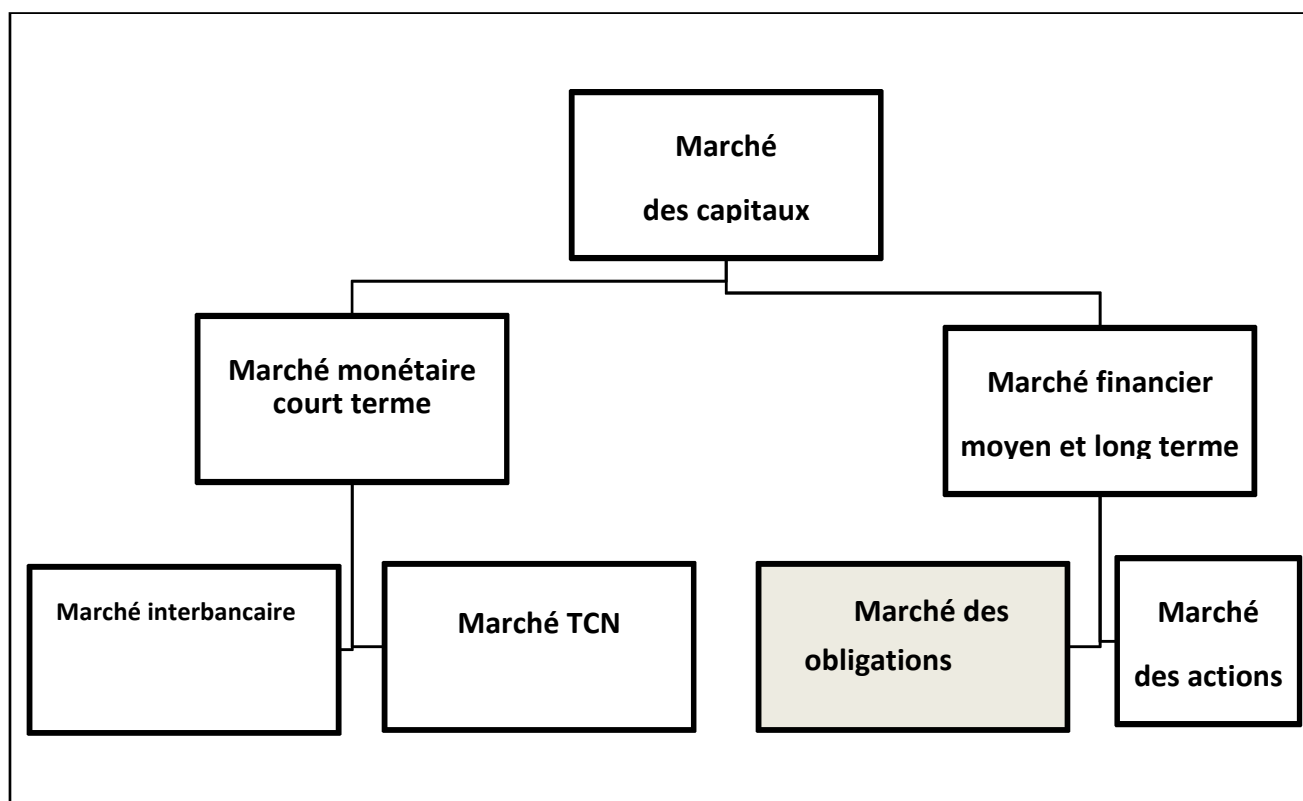 Marché
des capitaux
Marché monétaire
court terme
Marché financier
moyen et long terme
Marché interbancaire
Marché TCN
Marché des
obligations
Marché
des actions